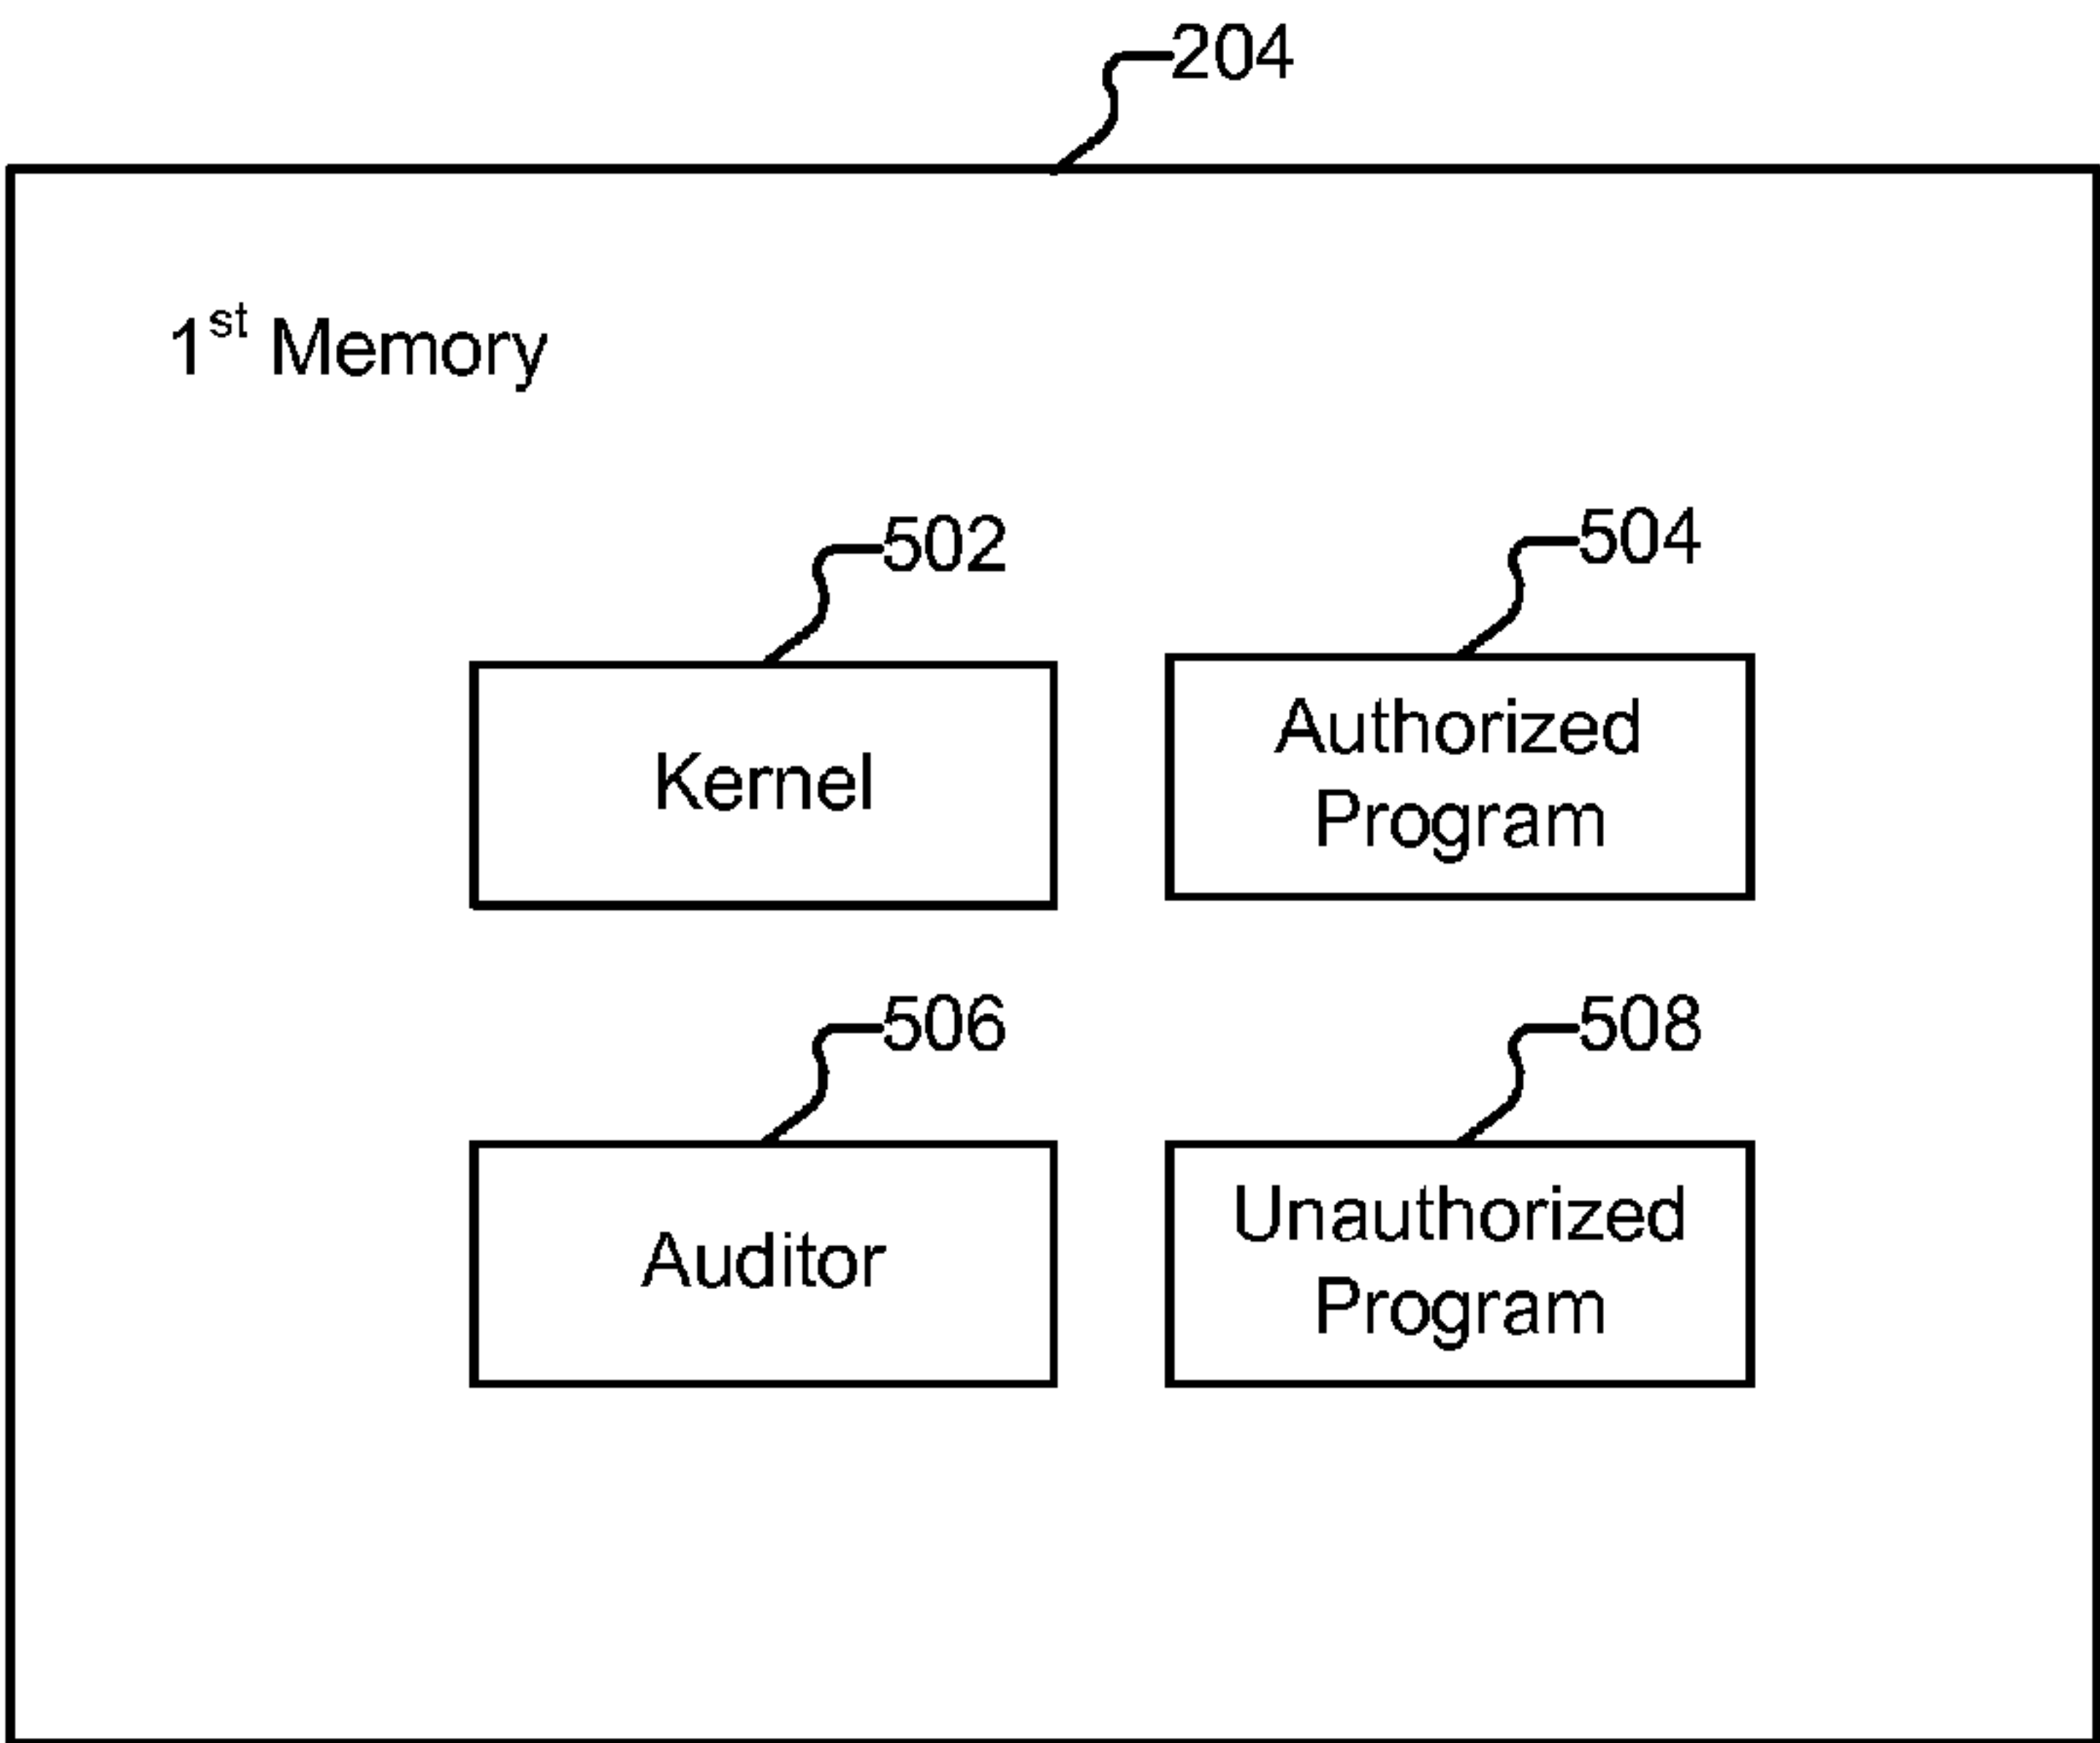 204
1st Memory
502
504
Kernel
Authorized
Program
506
508
Auditor
Unauthorized
Program